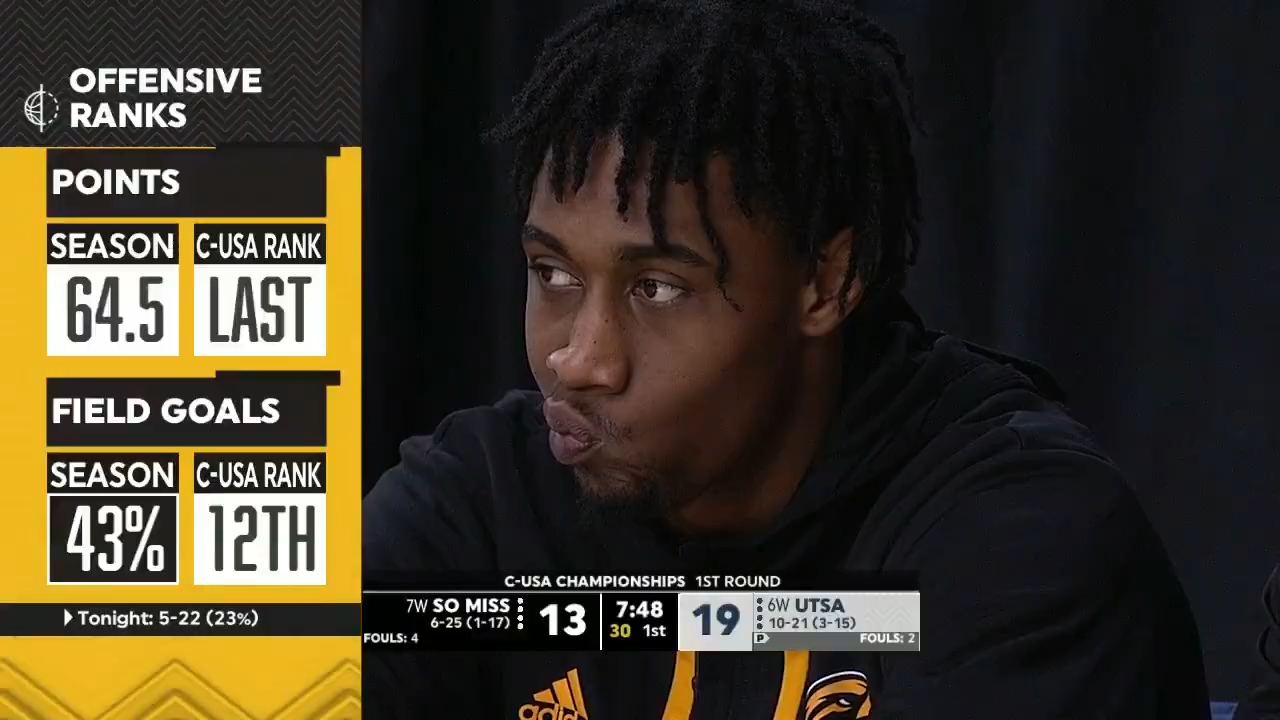 OFFENSIVE
RANKS
POINTS
SEASON C-USA RANK
64.5 LAST
FIELD GOALS
SEASON C-USA RANK
43% 12TH
Tonight: 5-22 (23%)
C-USA CHAMPIONSHIPS 1ST ROUND
7W SO MISS 13 7:48 19 6W UTSA
6-25 (1-17) 30 1st 10-21 (3-15)
FOULS: 4 P FOULS: 2
adidas